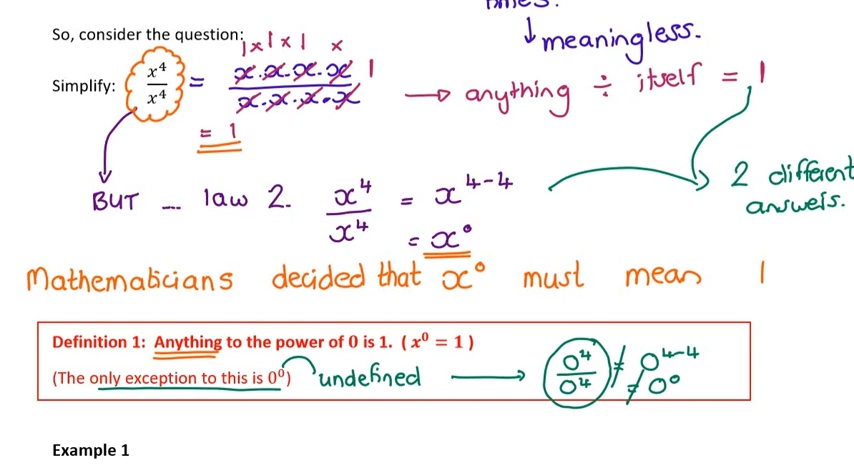 times.
↓ meaningless.
So, consider the question:
Simplify: x⁴/x⁴ = x·x·x·x/x·x·x·x 1
1×1×1 ×
= 1
→ anything ÷ itself = 1
BUT ... law 2. x⁴/x⁴ = x⁴⁻⁴
= x⁰
2 different
answers.
Mathematicians decided that x⁰ must mean 1
Definition 1: Anything to the power of 0 is 1. ( x⁰ = 1 )
(The only exception to this is 0⁰) undefined → 0⁴/0⁴ ≠ 0⁴⁻⁴
≠ 0⁰
Example 1